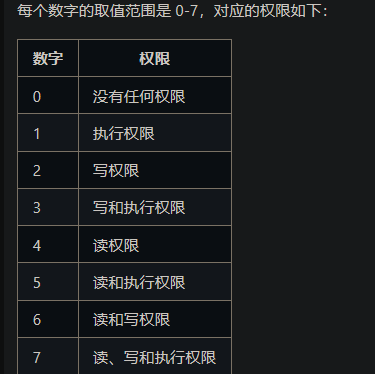 每个数字的取值范围是 0-7，对应的权限如下：
数字 权限
0 没有任何权限
1 执行权限
2 写权限
3 写和执行权限
4 读权限
5 读和执行权限
6 读和写权限
7 读、写和执行权限